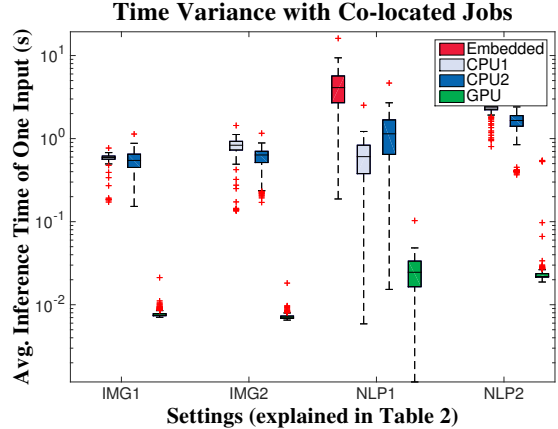 Time Variance with Co-located Jobs
Avg. Inference Time of One Input (s)
10^1
10^0
10^-1
10^-2
Embedded
CPU1
CPU2
GPU
IMG1
IMG2
NLP1
NLP2
Settings (explained in Table 2)